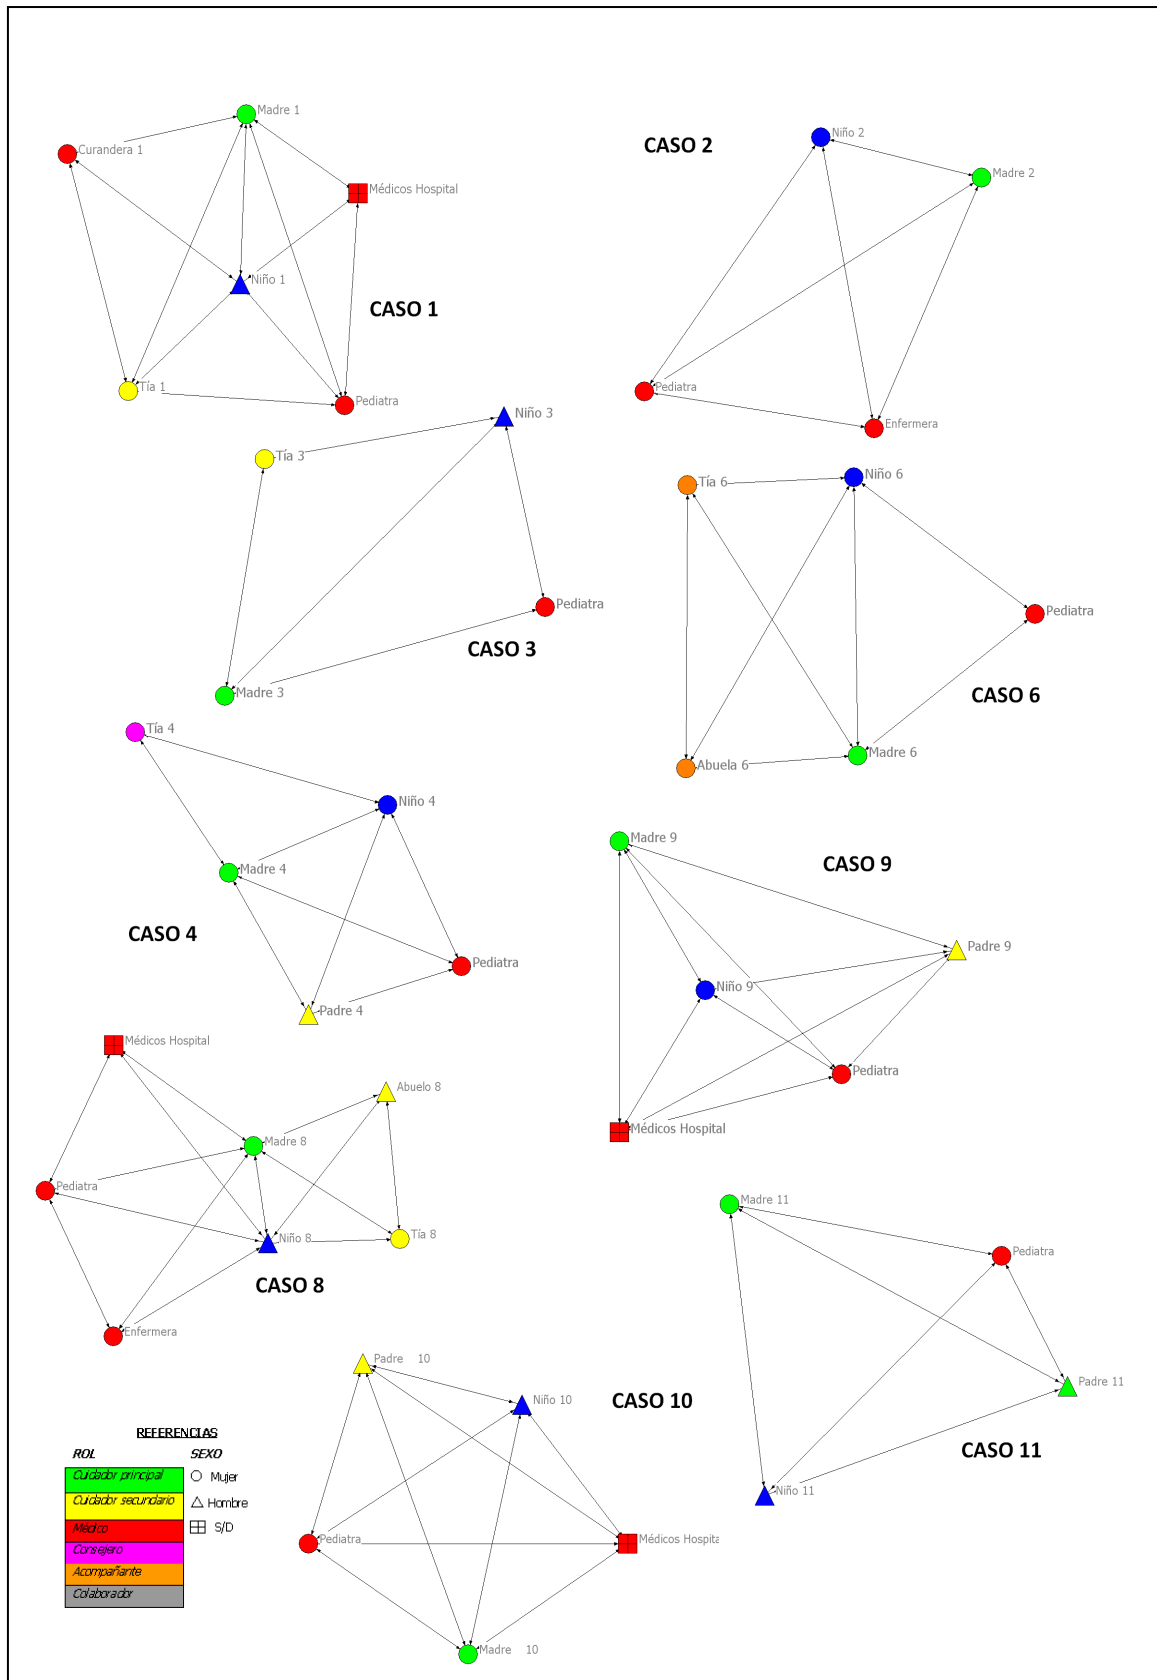 Madre 1
Curandera 1
Médicos Hospital
Niño 1
CASO 1
Tía 1
Pediatra
CASO 2
Niño 2
Madre 2
Pediatra
Enfermera
Niño 3
Tía 3
Pediatra
CASO 3
Madre 3
Tía 6
Niño 6
Pediatra
CASO 6
Madre 6
Abuela 6
Tía 4
Niño 4
Madre 4
CASO 4
Pediatra
Padre 4
Madre 9
CASO 9
Padre 9
Niño 9
Pediatra
Médicos Hospital
Médicos Hospital
Abuelo 8
Madre 8
Pediatra
Niño 8
Tía 8
CASO 8
Enfermera
Madre 11
Pediatra
Padre 11
CASO 11
Niño 11
Padre 10
Niño 10
CASO 10
Pediatra
Médicos Hospita
Madre 10
REFERENCIAS
ROL SEXO
Cuidador principal Mujer
Cuidador secundario Hombre
Médico S/D
Consejero
Acompañante
Colaborador